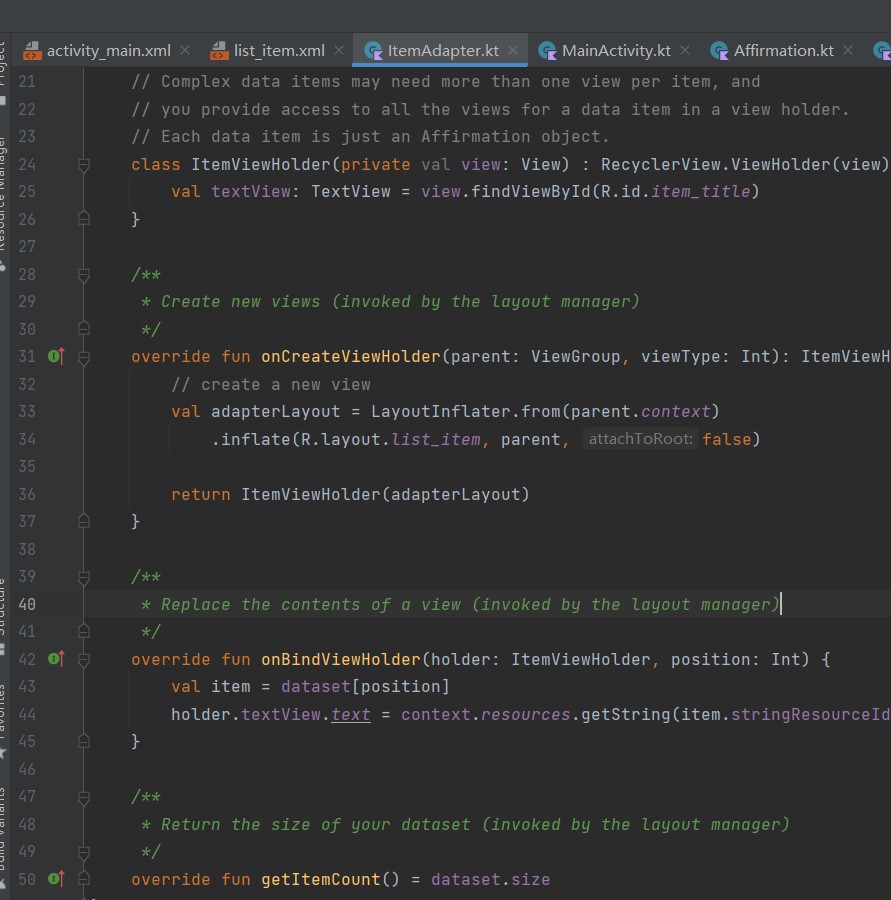 activity_main.xml list_item.xml ItemAdapter.kt MainActivity.kt Affirmation.kt
Project
Resource Manager
Structure
Favorites
Build Variants
21 // Complex data items may need more than one view per item, and
22 // you provide access to all the views for a data item in a view holder.
23 // Each data item is just an Affirmation object.
24 class ItemViewHolder(private val view: View) : RecyclerView.ViewHolder(view)
25 val textView: TextView = view.findViewById(R.id.item_title)
26 }
27
28 /**
29 * Create new views (invoked by the layout manager)
30 */
31 override fun onCreateViewHolder(parent: ViewGroup, viewType: Int): ItemViewH
32 // create a new view
33 val adapterLayout = LayoutInflater.from(parent.context)
34 .inflate(R.layout.list_item, parent, attachToRoot: false)
35
36 return ItemViewHolder(adapterLayout)
37 }
38
39 /**
40 * Replace the contents of a view (invoked by the layout manager)
41 */
42 override fun onBindViewHolder(holder: ItemViewHolder, position: Int) {
43 val item = dataset[position]
44 holder.textView.text = context.resources.getString(item.stringResourceId
45 }
46
47 /**
48 * Return the size of your dataset (invoked by the layout manager)
49 */
50 override fun getItemCount() = dataset.size